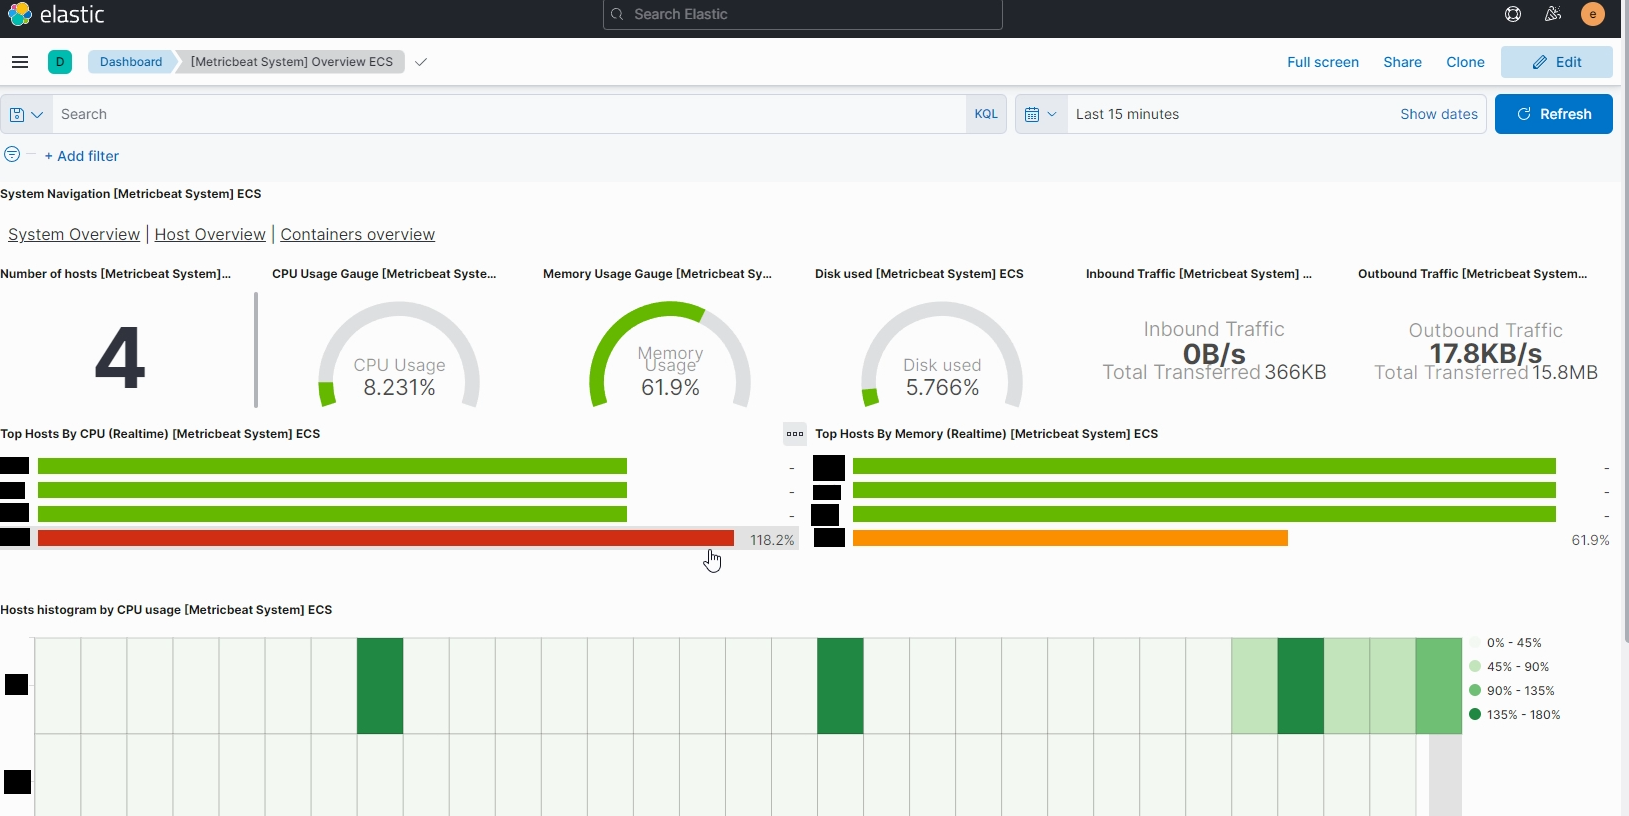 elastic
Search Elastic
e
D
Dashboard
[Metricbeat System] Overview ECS
Full screen
Share
Clone
Edit
Search
KQL
Last 15 minutes
Show dates
Refresh
+ Add filter
System Navigation [Metricbeat System] ECS
System Overview | Host Overview | Containers overview
Number of hosts [Metricbeat System]...
CPU Usage Gauge [Metricbeat Syste...
Memory Usage Gauge [Metricbeat Sy...
Disk used [Metricbeat System] ECS
Inbound Traffic [Metricbeat System] ...
Outbound Traffic [Metricbeat System...
4
CPU Usage
8.231%
Memory
Usage
61.9%
Disk used
5.766%
Inbound Traffic
0B/s
Total Transferred 366KB
Outbound Traffic
17.8KB/s
Total Transferred 15.8MB
Top Hosts By CPU (Realtime) [Metricbeat System] ECS
-
-
-
118.2%
Top Hosts By Memory (Realtime) [Metricbeat System] ECS
-
-
-
61.9%
Hosts histogram by CPU usage [Metricbeat System] ECS
0% - 45%
45% - 90%
90% - 135%
135% - 180%